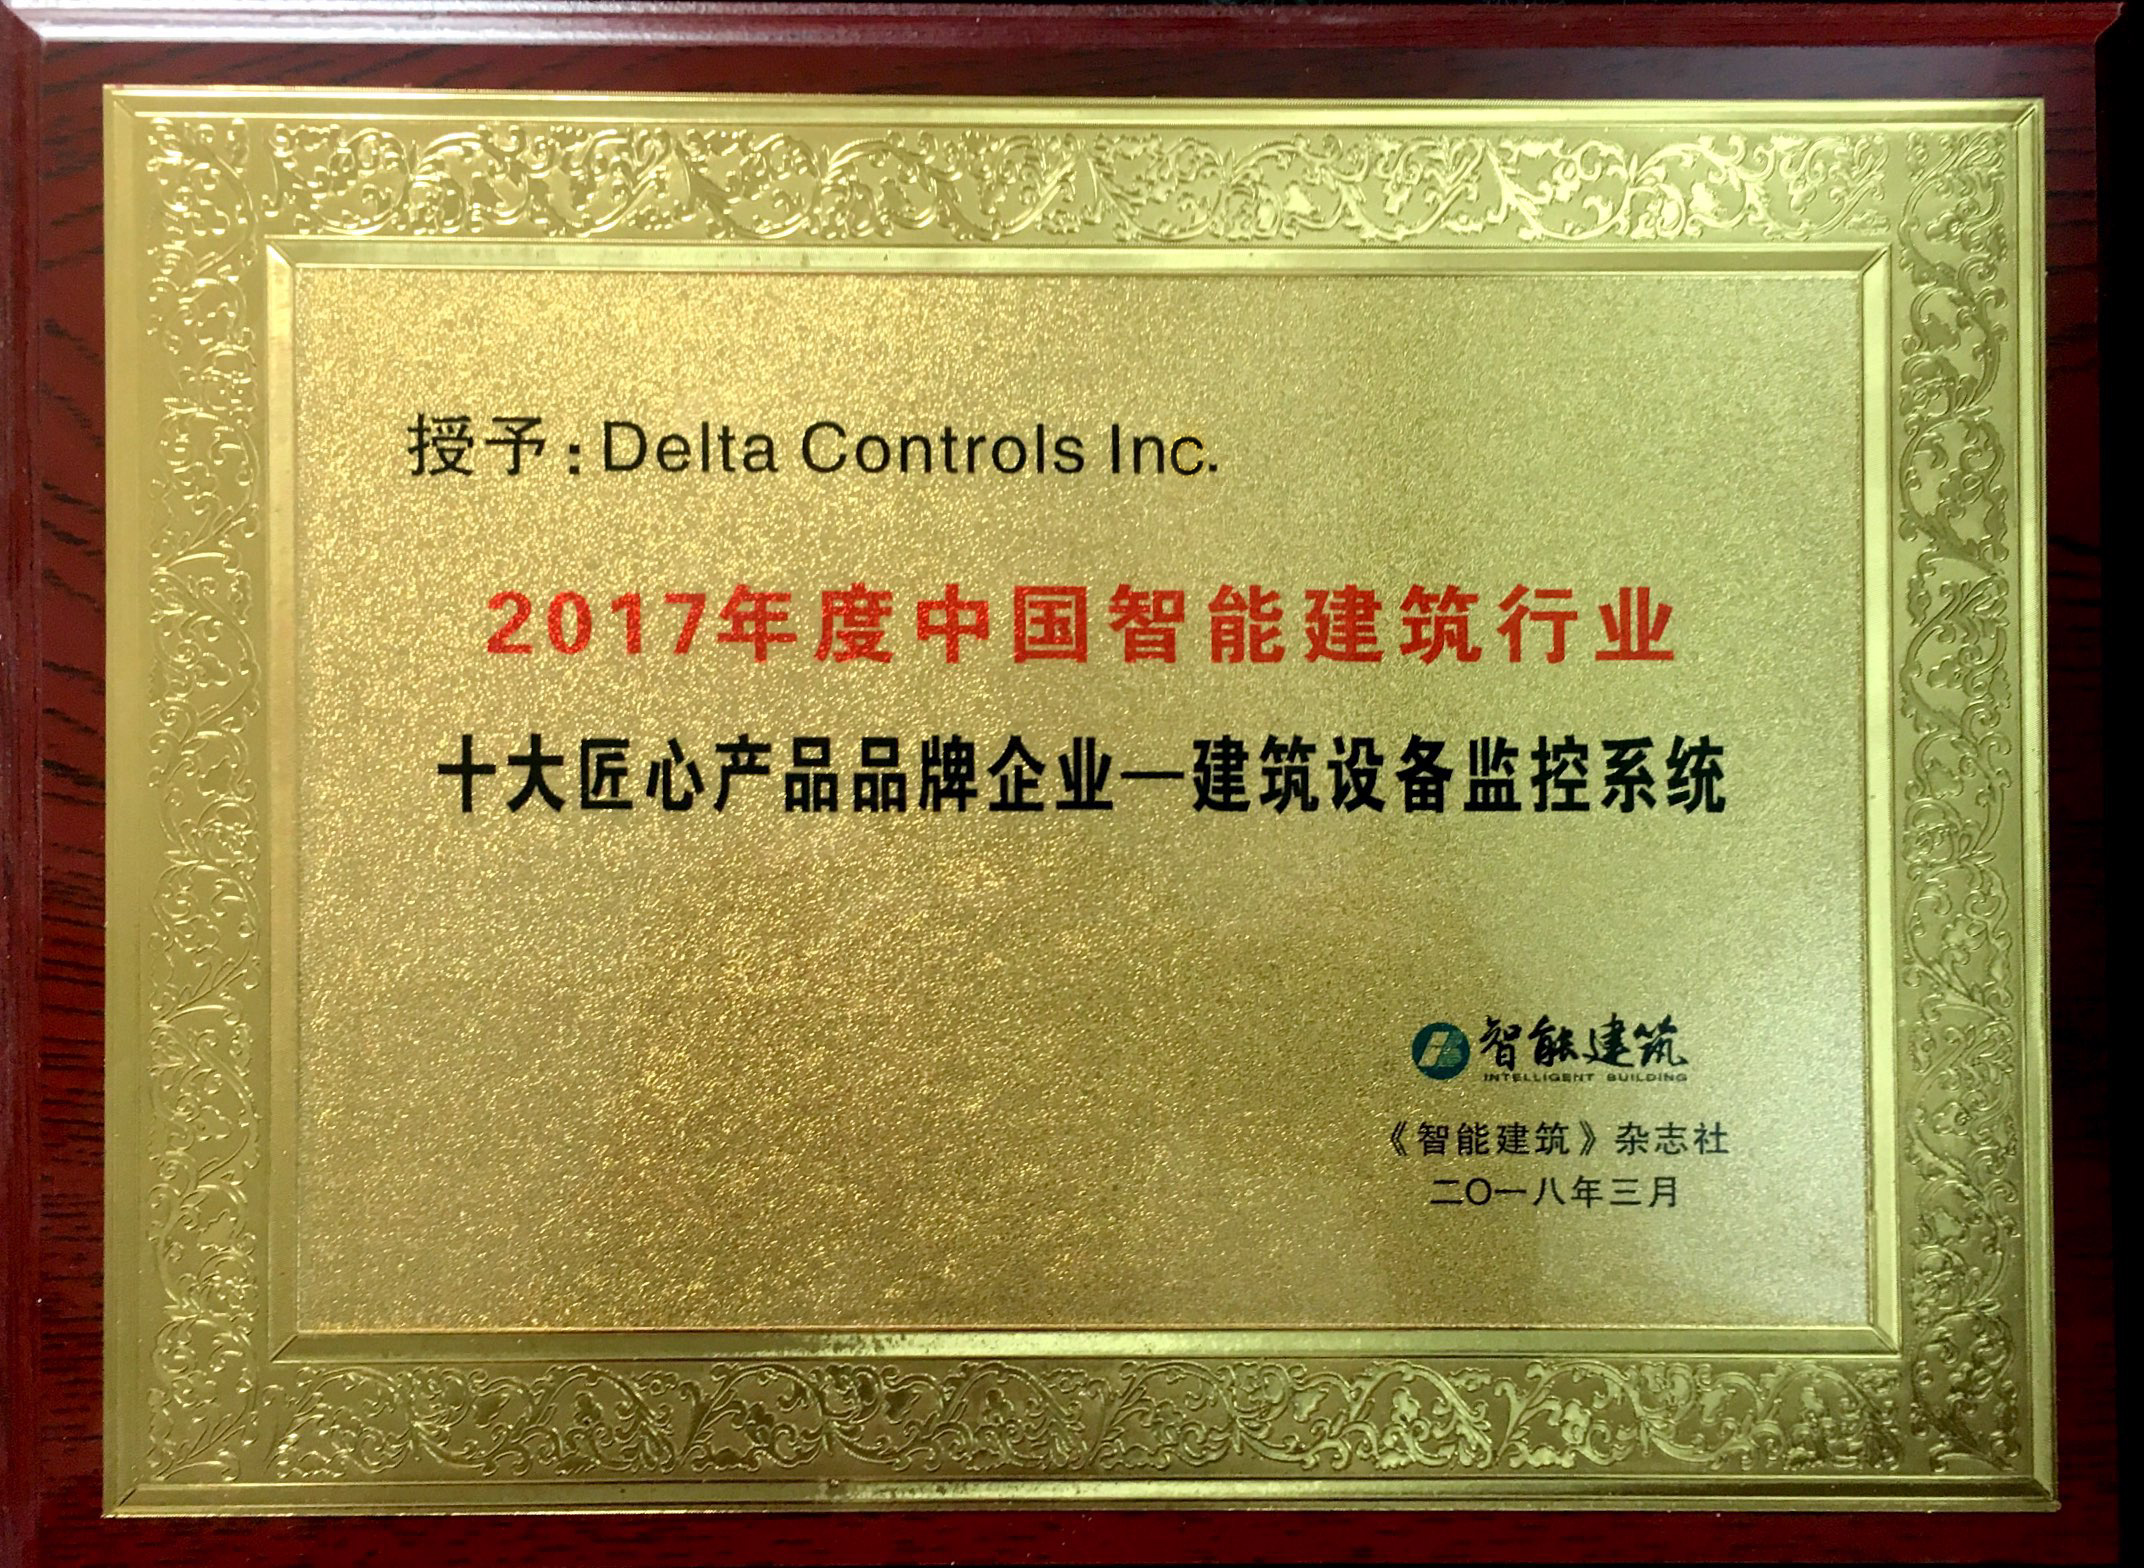 授予:Delta Controls Inc.
2017年度中国智能建筑行业
十大匠心产品品牌企业—建筑设备监控系统
智能建筑
INTELLIGENT BUILDING
《智能建筑》杂志社
二〇一八年三月